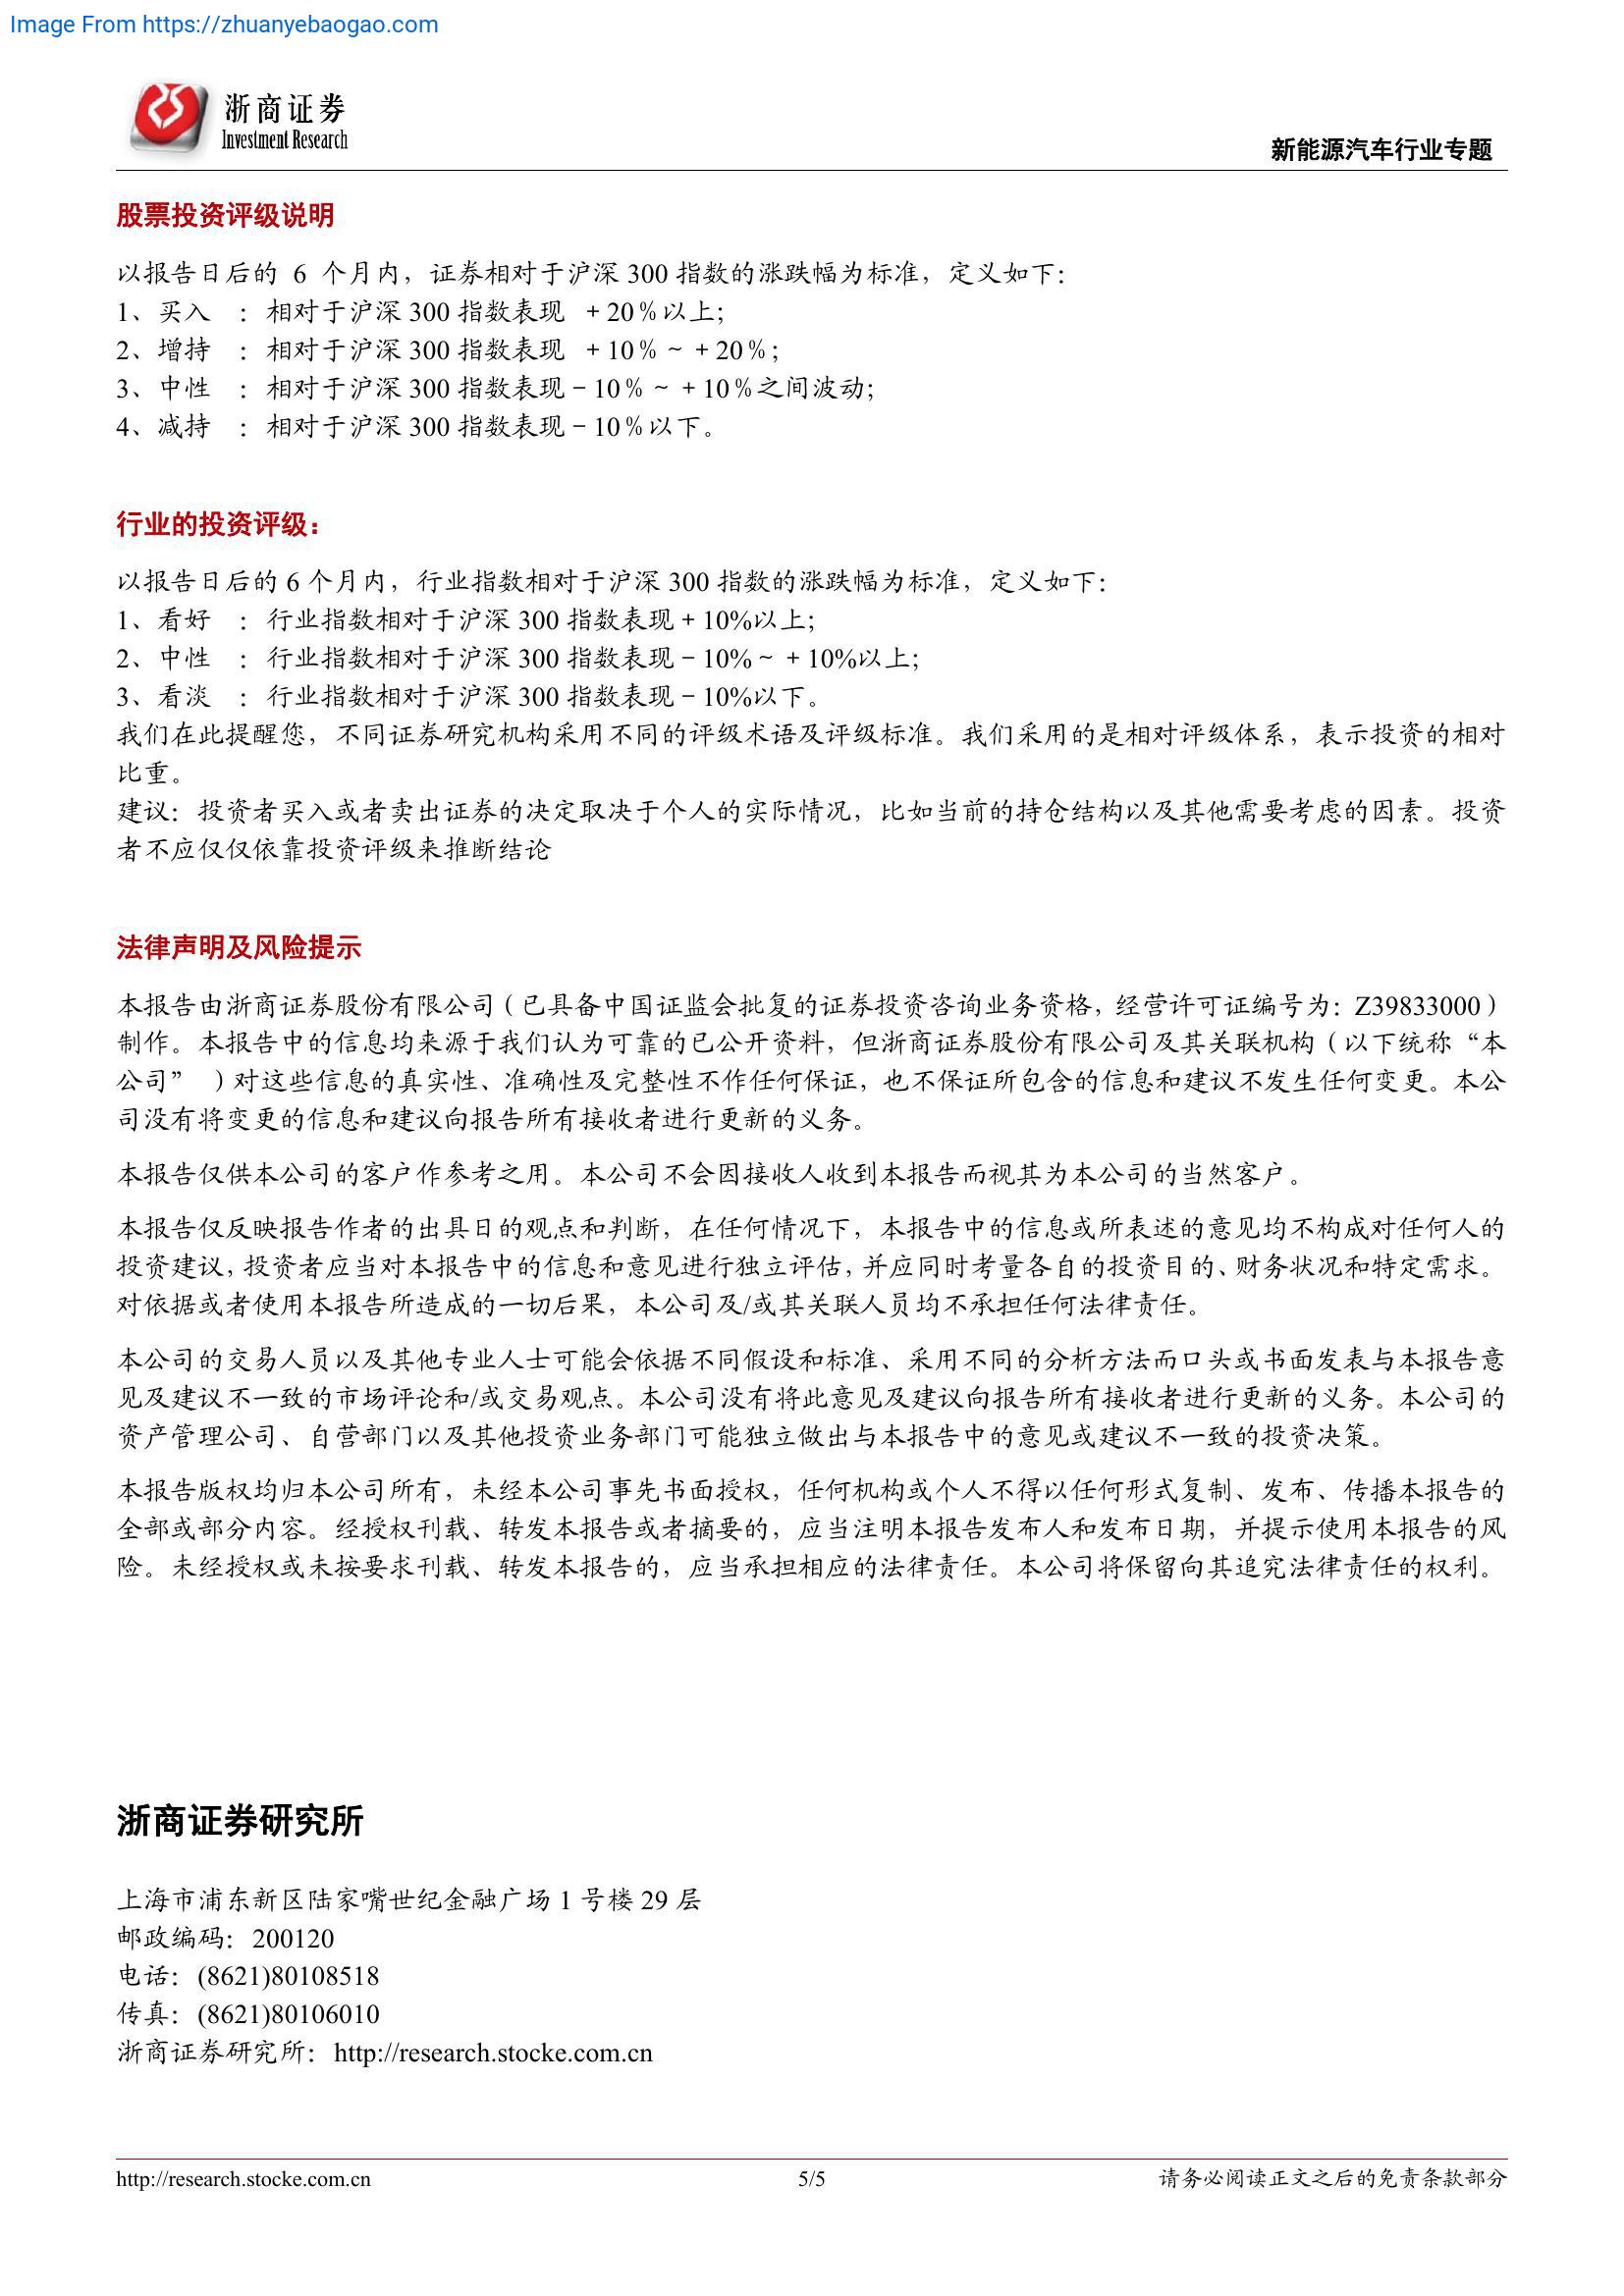 Image From https://zhuanyebaogao.com
浙商证券
Investment Research
新能源汽车行业专题
股票投资评级说明
以报告日后的 6 个月内，证券相对于沪深 300 指数的涨跌幅为标准，定义如下：
1、买入 ：相对于沪深 300 指数表现 ＋20％以上；
2、增持 ：相对于沪深 300 指数表现 ＋10％～＋20％；
3、中性 ：相对于沪深 300 指数表现－10％～＋10％之间波动；
4、减持 ：相对于沪深 300 指数表现－10％以下。
行业的投资评级：
以报告日后的 6 个月内，行业指数相对于沪深 300 指数的涨跌幅为标准，定义如下：
1、看好 ：行业指数相对于沪深 300 指数表现＋10%以上；
2、中性 ：行业指数相对于沪深 300 指数表现－10%～＋10%以上；
3、看淡 ：行业指数相对于沪深 300 指数表现－10%以下。
我们在此提醒您，不同证券研究机构采用不同的评级术语及评级标准。我们采用的是相对评级体系，表示投资的相对
比重。
建议：投资者买入或者卖出证券的决定取决于个人的实际情况，比如当前的持仓结构以及其他需要考虑的因素。投资
者不应仅仅依靠投资评级来推断结论
法律声明及风险提示
本报告由浙商证券股份有限公司（已具备中国证监会批复的证券投资咨询业务资格，经营许可证编号为：Z39833000）
制作。本报告中的信息均来源于我们认为可靠的已公开资料，但浙商证券股份有限公司及其关联机构（以下统称“本
公司” ）对这些信息的真实性、准确性及完整性不作任何保证，也不保证所包含的信息和建议不发生任何变更。本公
司没有将变更的信息和建议向报告所有接收者进行更新的义务。
本报告仅供本公司的客户作参考之用。本公司不会因接收人收到本报告而视其为本公司的当然客户。
本报告仅反映报告作者的出具日的观点和判断，在任何情况下，本报告中的信息或所表述的意见均不构成对任何人的
投资建议，投资者应当对本报告中的信息和意见进行独立评估，并应同时考量各自的投资目的、财务状况和特定需求。
对依据或者使用本报告所造成的一切后果，本公司及/或其关联人员均不承担任何法律责任。
本公司的交易人员以及其他专业人士可能会依据不同假设和标准、采用不同的分析方法而口头或书面发表与本报告意
见及建议不一致的市场评论和/或交易观点。本公司没有将此意见及建议向报告所有接收者进行更新的义务。本公司的
资产管理公司、自营部门以及其他投资业务部门可能独立做出与本报告中的意见或建议不一致的投资决策。
本报告版权均归本公司所有，未经本公司事先书面授权，任何机构或个人不得以任何形式复制、发布、传播本报告的
全部或部分内容。经授权刊载、转发本报告或者摘要的，应当注明本报告发布人和发布日期，并提示使用本报告的风
险。未经授权或未按要求刊载、转发本报告的，应当承担相应的法律责任。本公司将保留向其追究法律责任的权利。
浙商证券研究所
上海市浦东新区陆家嘴世纪金融广场 1 号楼 29 层
邮政编码：200120
电话：(8621)80108518
传真：(8621)80106010
浙商证券研究所：http://research.stocke.com.cn
http://research.stocke.com.cn
5/5
请务必阅读正文之后的免责条款部分